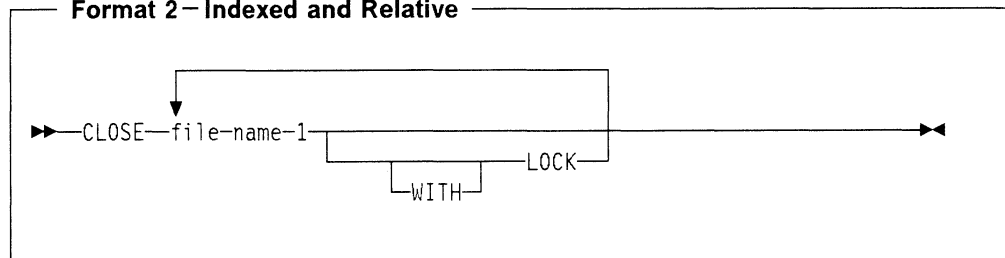 Format 2—Indexed and Relative
CLOSE file-name-1
LOCK
WITH